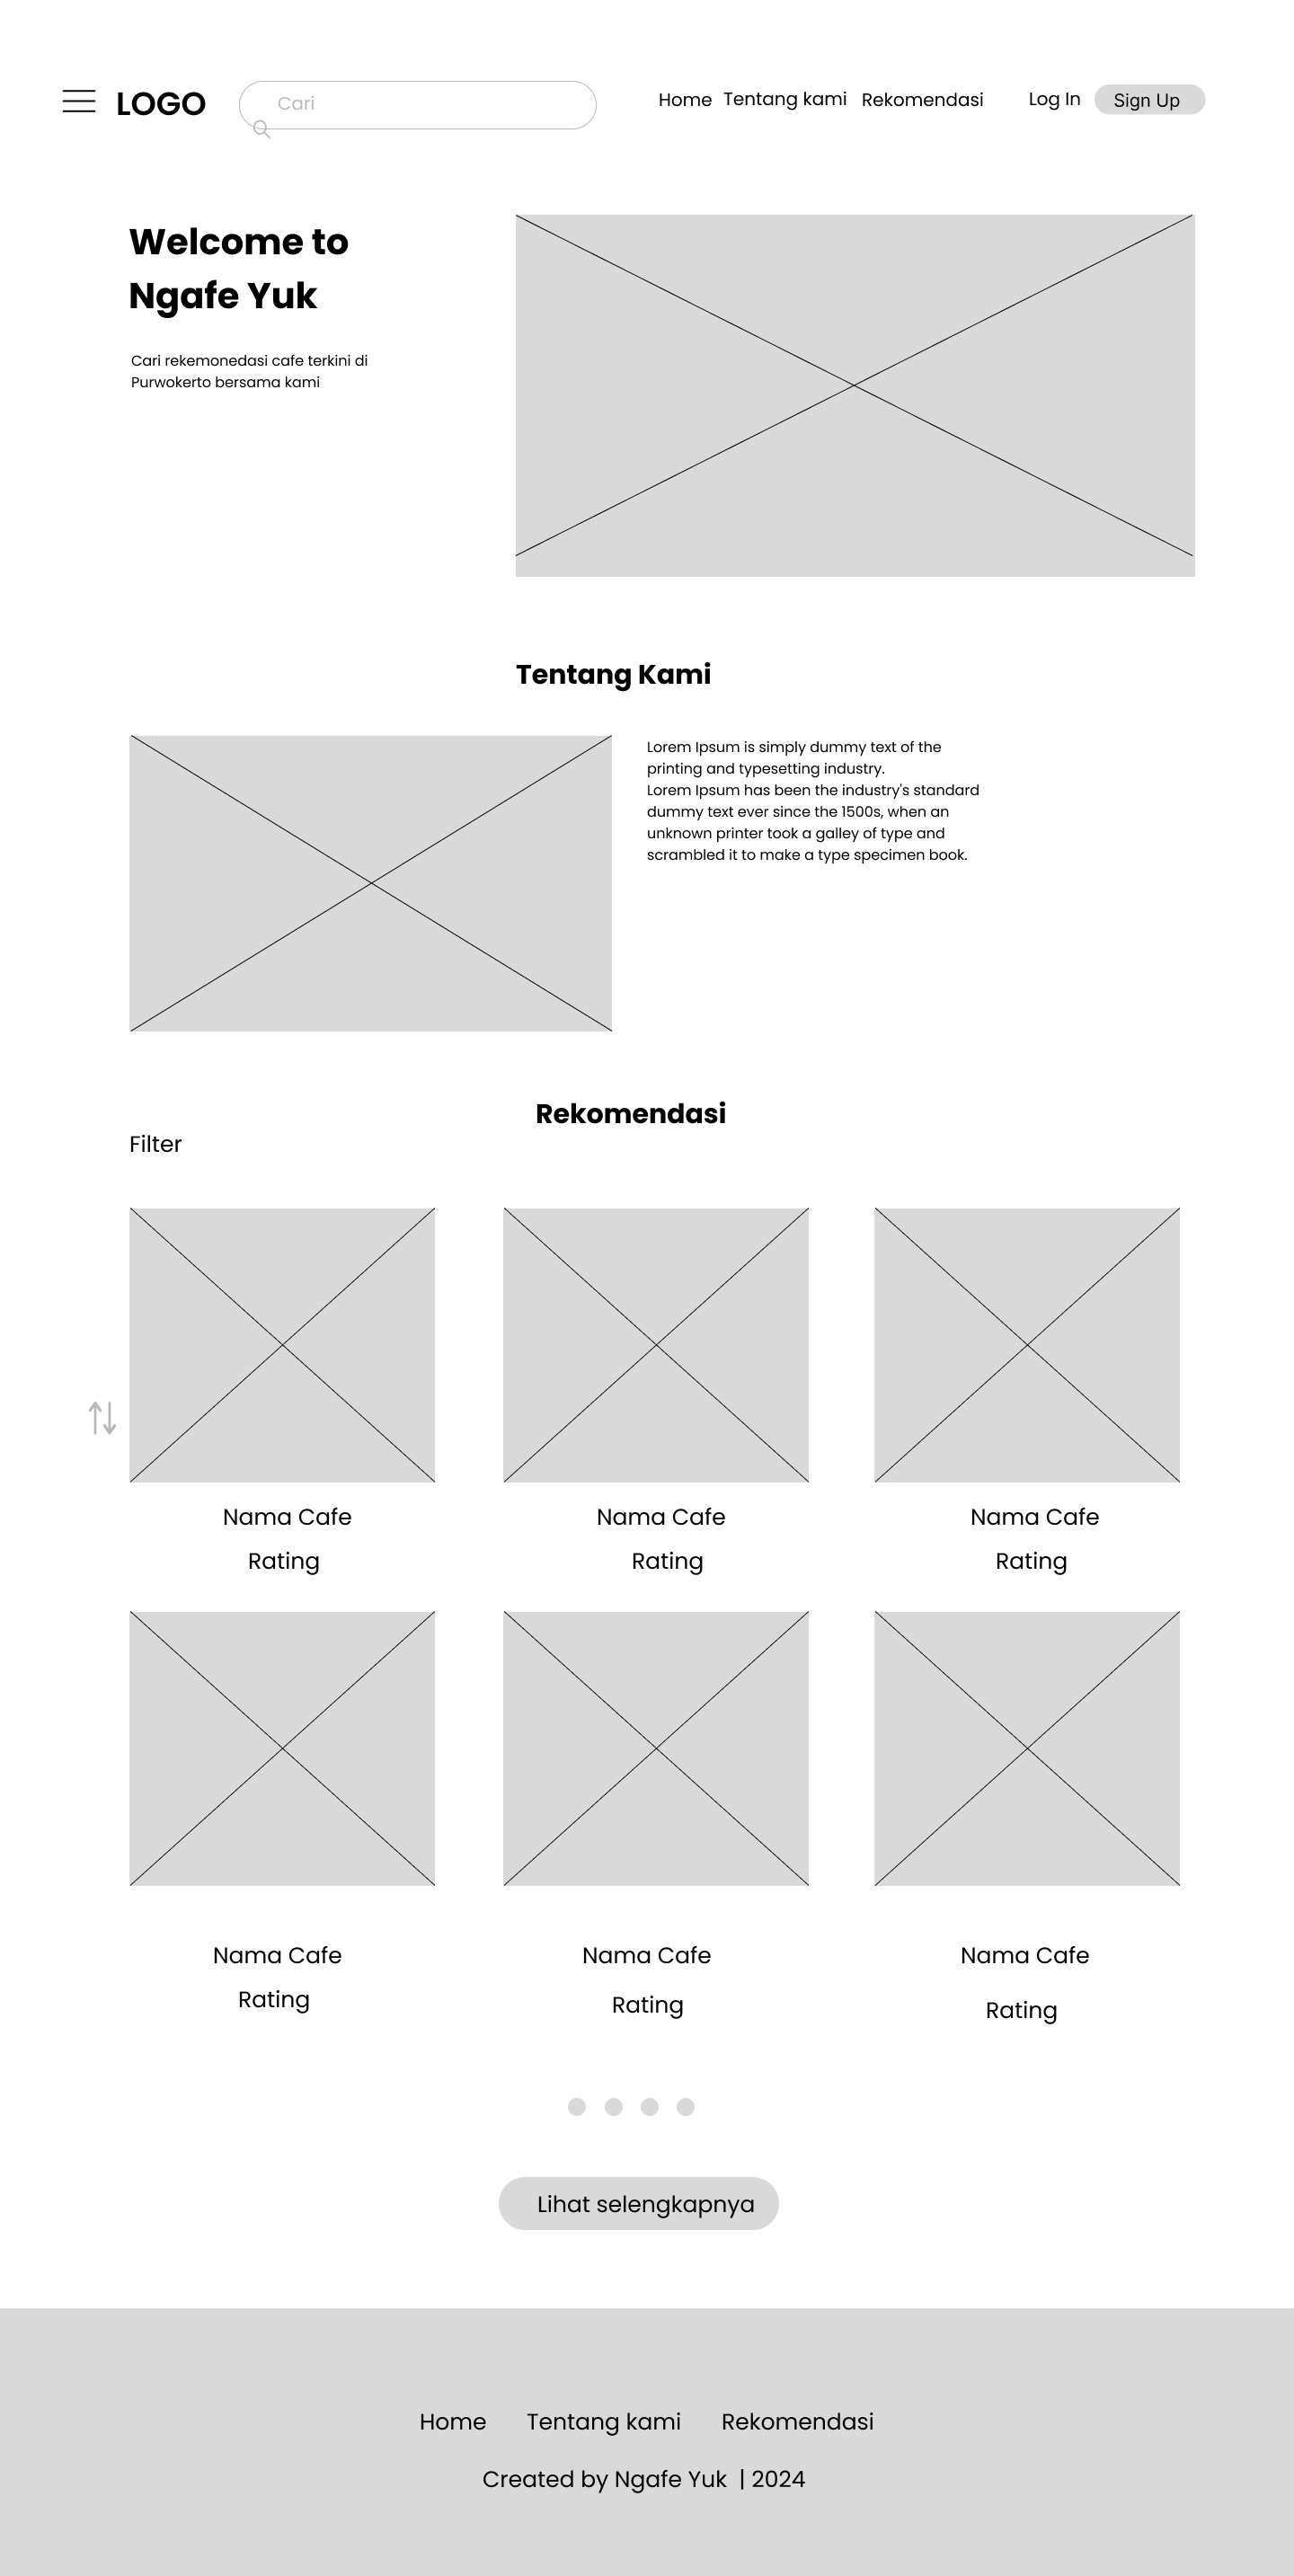 LOGO
Cari
Home Tentang kami Rekomendasi Log In Sign Up
Welcome to
Ngafe Yuk
Cari rekemonedasi cafe terkini di
Purwokerto bersama kami
Tentang Kami
Lorem Ipsum is simply dummy text of the
printing and typesetting industry.
Lorem Ipsum has been the industry's standard
dummy text ever since the 1500s, when an
unknown printer took a galley of type and
scrambled it to make a type specimen book.
Rekomendasi
Filter
Nama Cafe Nama Cafe Nama Cafe
Rating Rating Rating
Nama Cafe Nama Cafe Nama Cafe
Rating Rating Rating
Lihat selengkapnya
Home Tentang kami Rekomendasi
Created by Ngafe Yuk | 2024